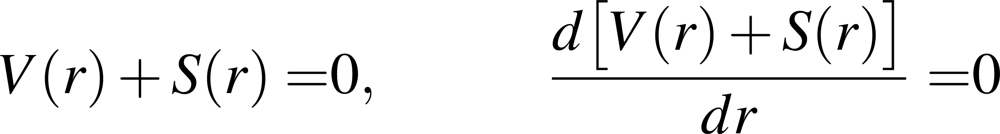 V(r) + S(r) = 0, d[V(r) + S(r)] / dr = 0